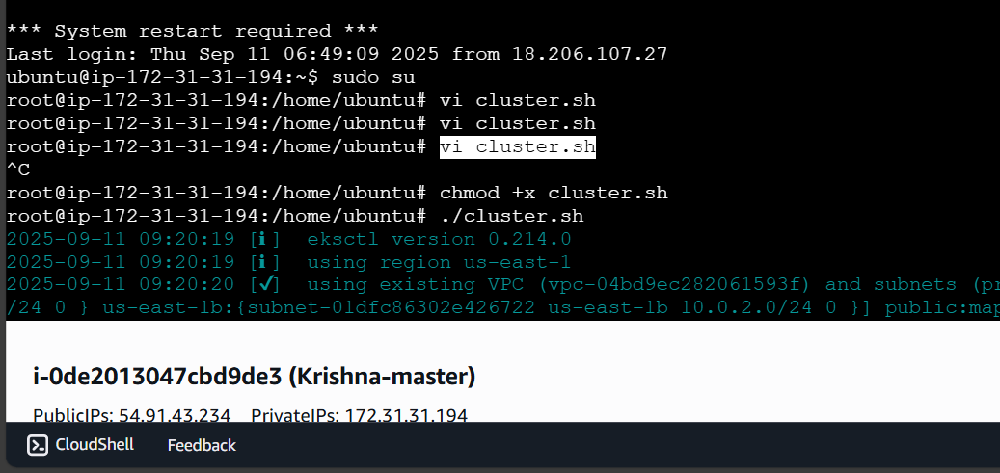 *** System restart required ***
Last login: Thu Sep 11 06:49:09 2025 from 18.206.107.27
ubuntu@ip-172-31-31-194:~$ sudo su
root@ip-172-31-31-194:/home/ubuntu# vi cluster.sh
root@ip-172-31-31-194:/home/ubuntu# vi cluster.sh
root@ip-172-31-31-194:/home/ubuntu# vi cluster.sh
^C
root@ip-172-31-31-194:/home/ubuntu# chmod +x cluster.sh
root@ip-172-31-31-194:/home/ubuntu# ./cluster.sh
2025-09-11 09:20:19 [ℹ]  eksctl version 0.214.0
2025-09-11 09:20:19 [ℹ]  using region us-east-1
2025-09-11 09:20:20 [✔]  using existing VPC (vpc-04bd9ec282061593f) and subnets (pr
/24 0 } us-east-1b:{subnet-01dfc86302e426722 us-east-1b 10.0.2.0/24 0 }] public:map
i-0de2013047cbd9de3 (Krishna-master)
PublicIPs: 54.91.43.234 PrivateIPs: 172.31.31.194
CloudShell Feedback